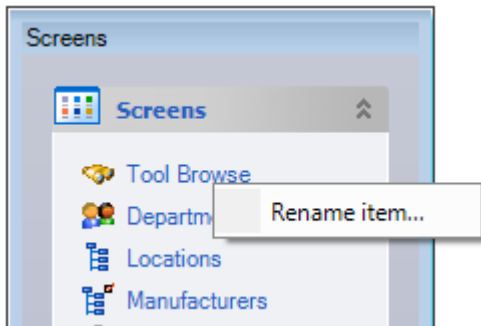 Screens
Screens
Tool Browse
Departm
Rename item...
Locations
Manufacturers